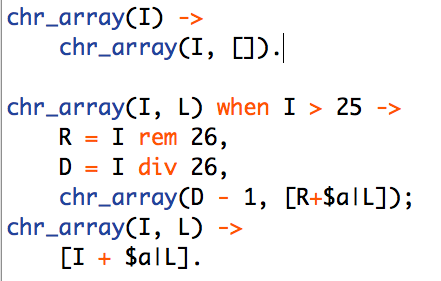 chr_array(I) ->
    chr_array(I, []).

chr_array(I, L) when I > 25 ->
    R = I rem 26,
    D = I div 26,
    chr_array(D - 1, [R+$a|L]);
chr_array(I, L) ->
    [I + $a|L].